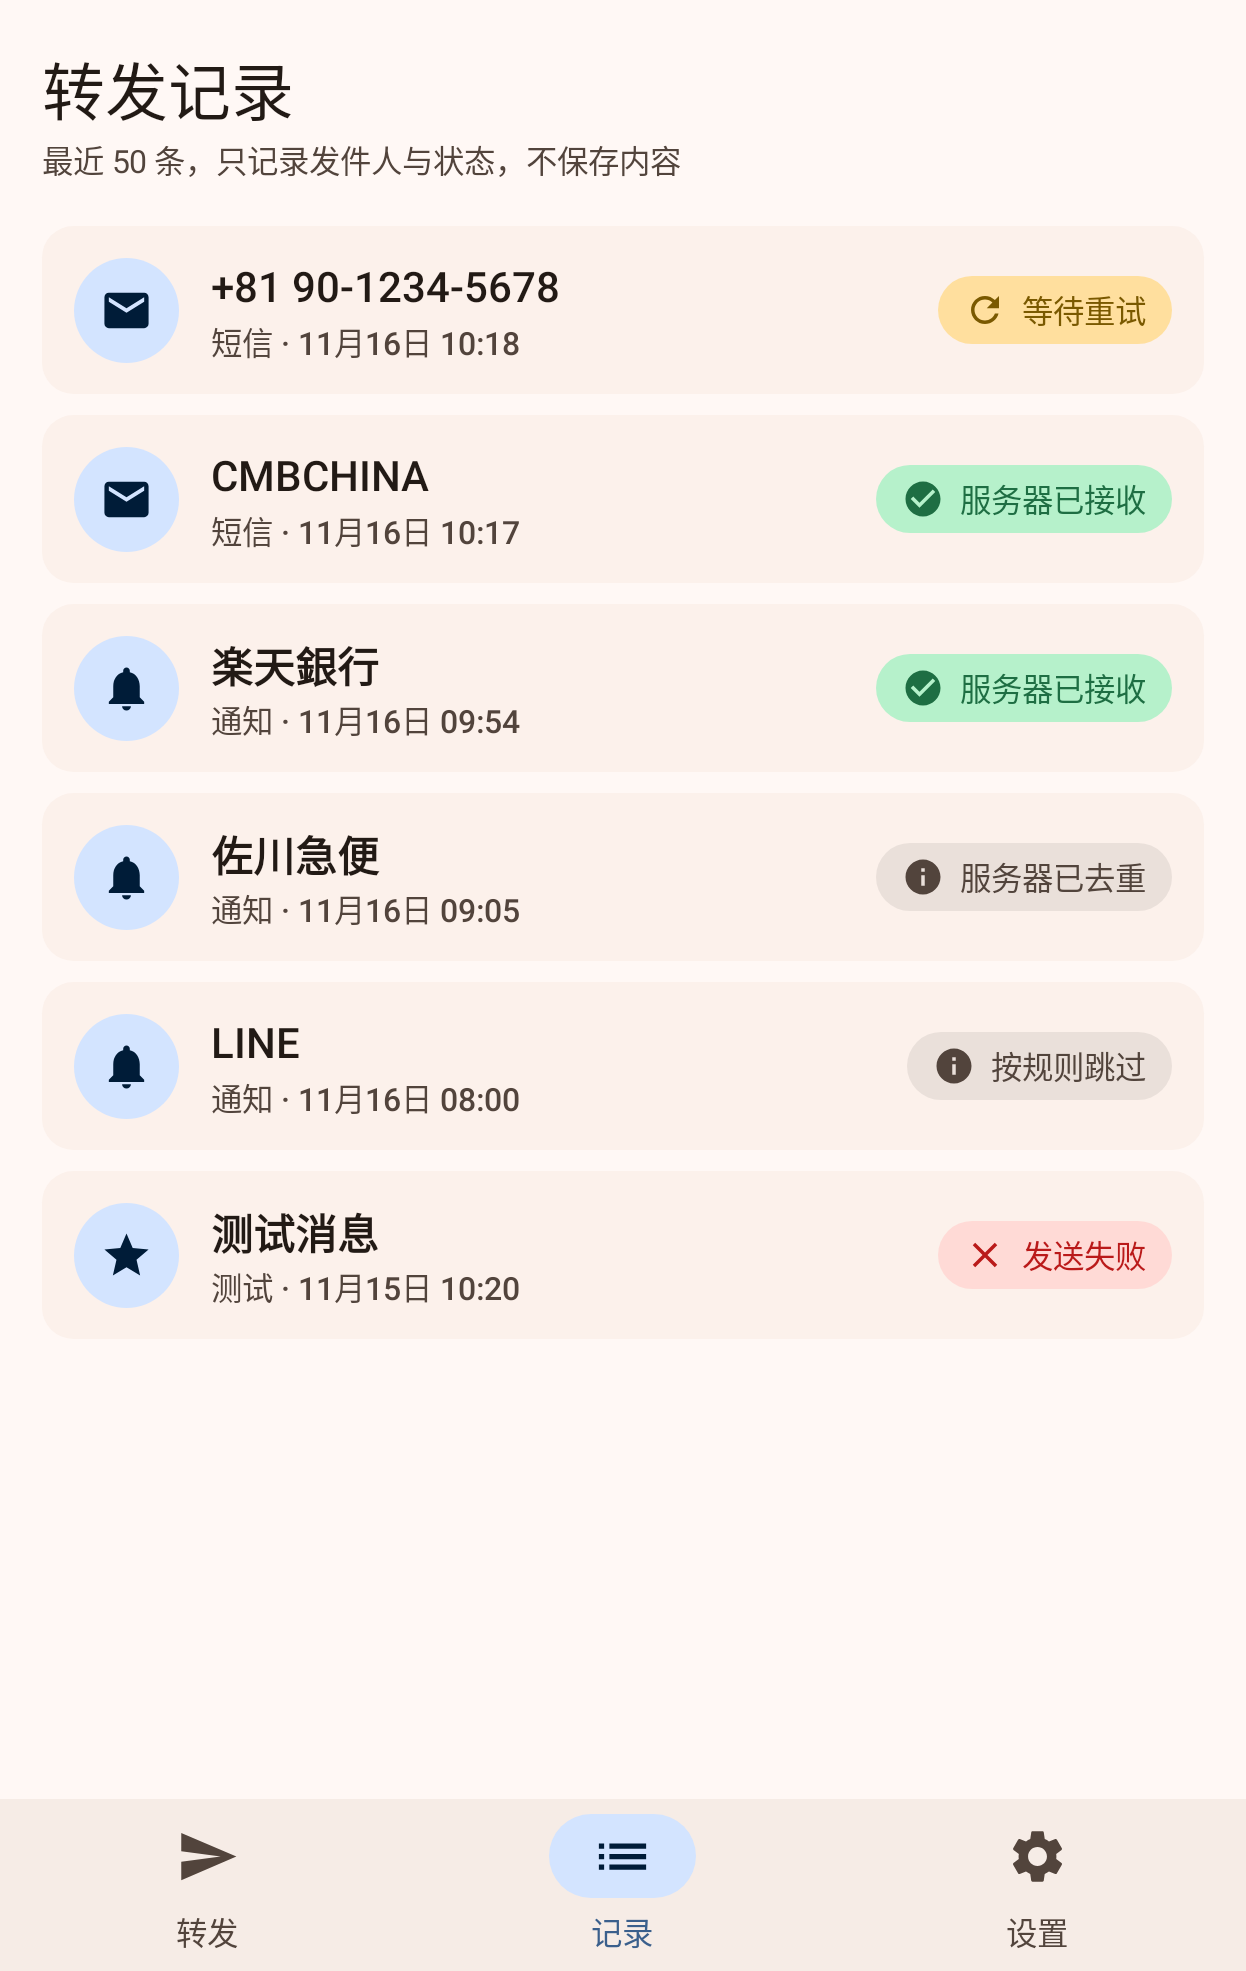 转发记录
最近 50 条，只记录发件人与状态，不保存内容
+81 90-1234-5678
短信 · 11月16日 10:18
等待重试
CMBCHINA
短信 · 11月16日 10:17
服务器已接收
楽天銀行
通知 · 11月16日 09:54
服务器已接收
佐川急便
通知 · 11月16日 09:05
服务器已去重
LINE
通知 · 11月16日 08:00
按规则跳过
测试消息
测试 · 11月15日 10:20
发送失败
转发
记录
设置